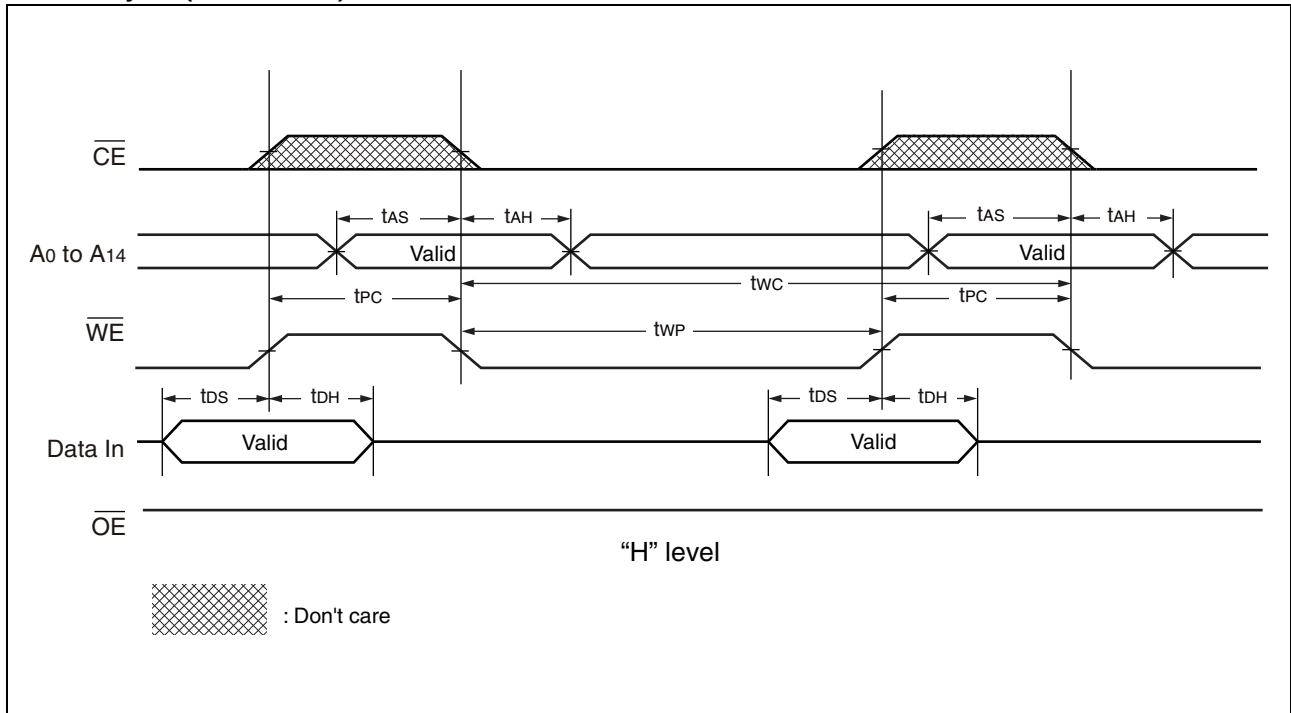 CE
tAS tAH tAS tAH
A0 to A14 Valid Valid
tWC
tPC tPC
WE tWP
tDS tDH tDS tDH
Data In Valid Valid
OE
“H” level
: Don't care